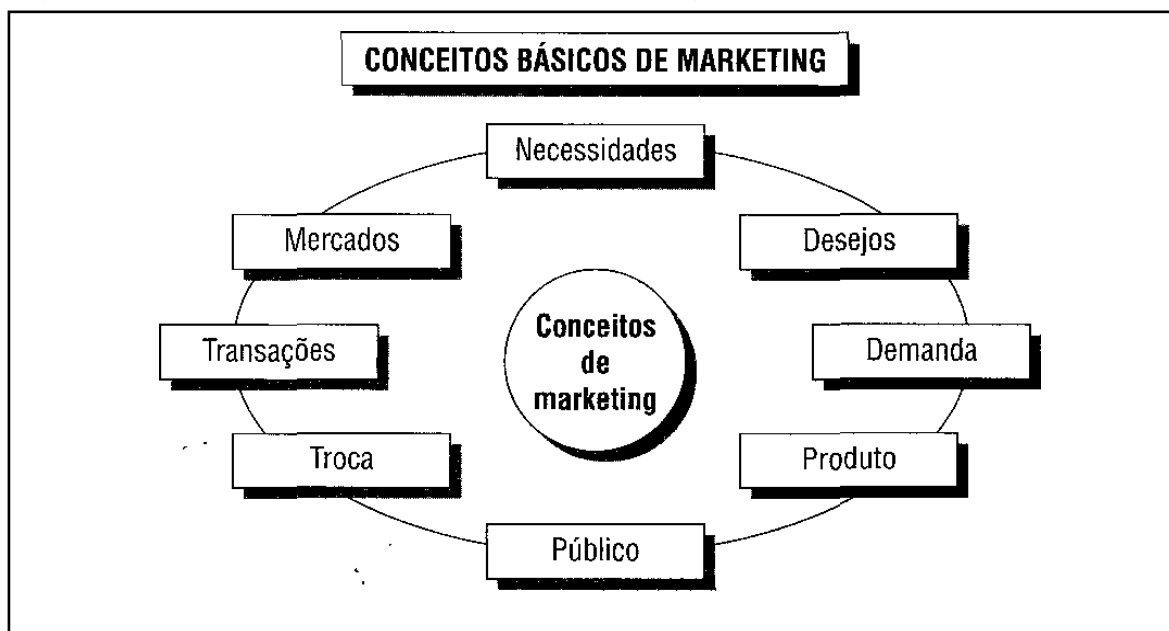 CONCEITOS BÁSICOS DE MARKETING
Necessidades
Mercados
Desejos
Conceitos
de
marketing
Transações
Demanda
Troca
Produto
Público